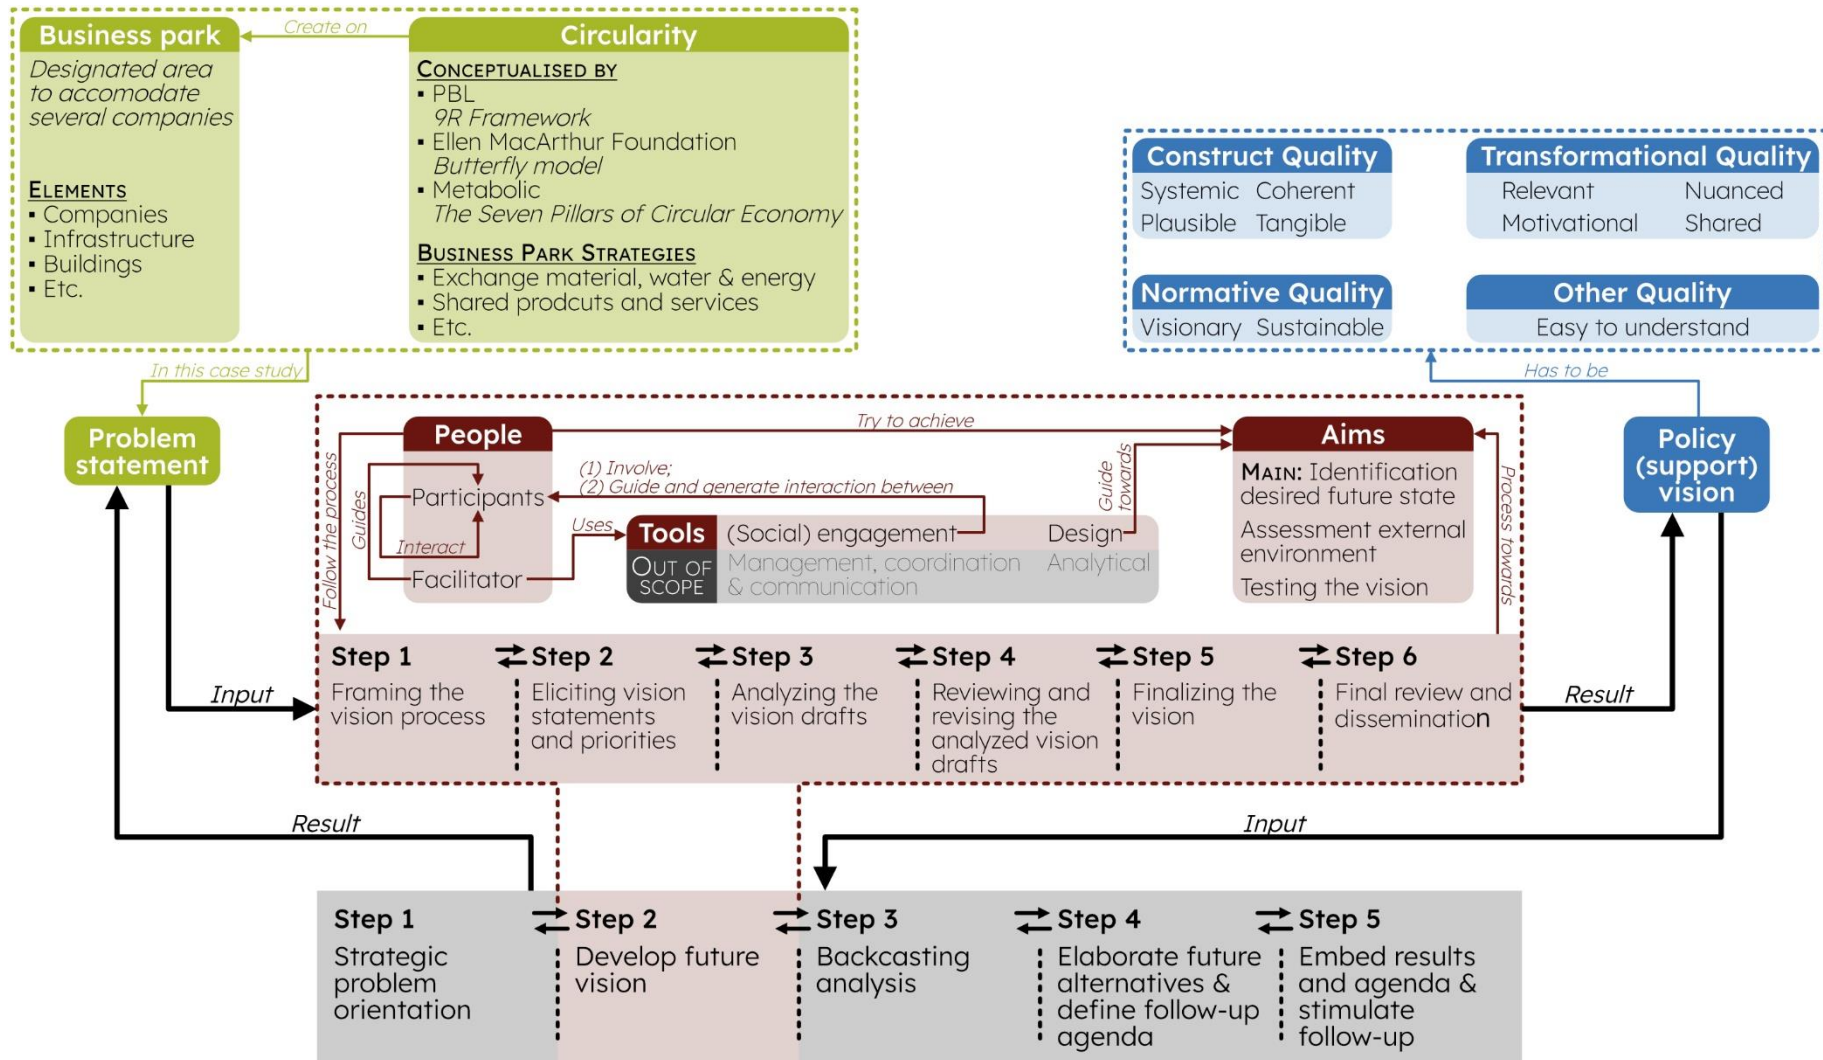 Business park
Create on
Circularity
Designated area
to accomodate
several companies
ELEMENTS
▪ Companies
▪ Infrastructure
▪ Buildings
▪ Etc.
CONCEPTUALISED BY
▪ PBL
9R Framework
▪ Ellen MacArthur Foundation
Butterfly model
▪ Metabolic
The Seven Pillars of Circular Economy
BUSINESS PARK STRATEGIES
▪ Exchange material, water & energy
▪ Shared prodcuts and services
▪ Etc.
Construct Quality
Systemic Coherent
Plausible Tangible
Transformational Quality
Relevant Nuanced
Motivational Shared
Normative Quality
Visionary Sustainable
Other Quality
Easy to understand
In this case study
Has to be
Problem
statement
Policy
(support)
vision
People
Try to achieve
Aims
Follow the process
Guides
Participants
Interact
Facilitator
(1) Involve;
(2) Guide and generate interaction between
Uses
Tools
(Social) engagement
Design
OUT OF
SCOPE
Management, coordination
& communication
Analytical
Guide
towards
MAIN: Identification
desired future state
Assessment external
environment
Testing the vision
Process towards
Input
Result
Step 1
Framing the
vision process
Step 2
Eliciting vision
statements
and priorities
Step 3
Analyzing the
vision drafts
Step 4
Reviewing and
revising the
analyzed vision
drafts
Step 5
Finalizing the
vision
Step 6
Final review and
dissemination
Result
Input
Step 1
Strategic
problem
orientation
Step 2
Develop future
vision
Step 3
Backcasting
analysis
Step 4
Elaborate future
alternatives &
define follow-up
agenda
Step 5
Embed results
and agenda &
stimulate
follow-up